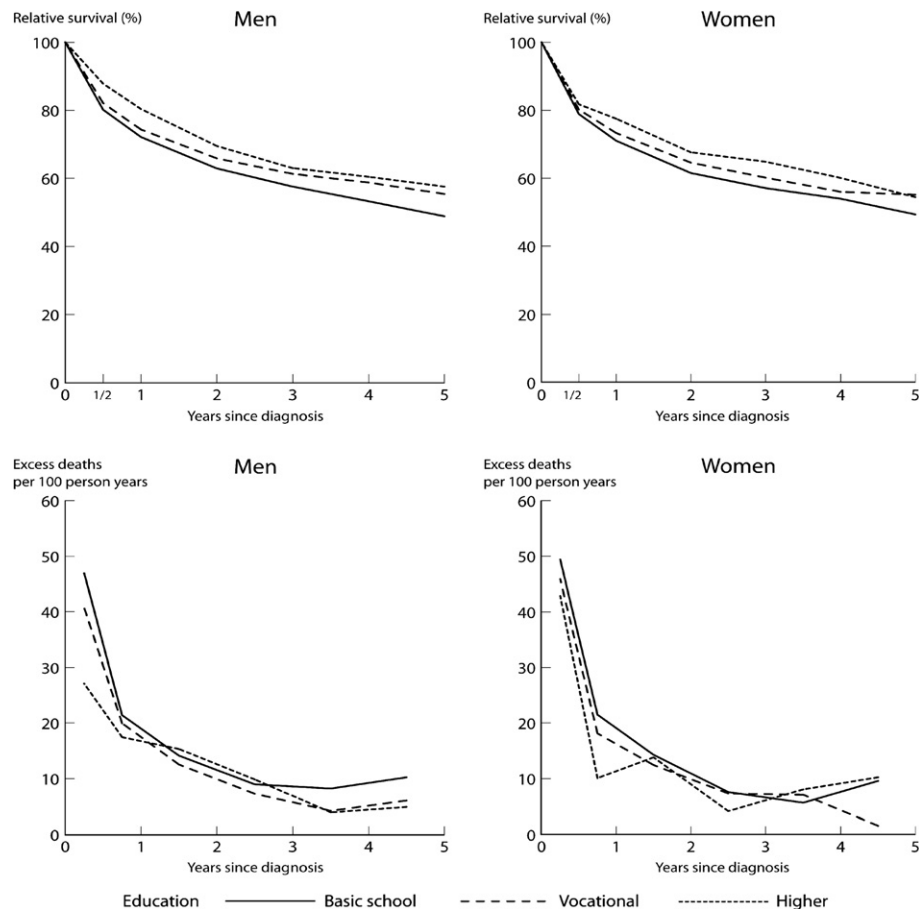 Relative survival (%)
Men
100
80
60
40
20
0
0 1/2 1 2 3 4 5
Years since diagnosis
Relative survival (%)
Women
100
80
60
40
20
0
0 1/2 1 2 3 4 5
Years since diagnosis
Excess deaths
per 100 person years
Men
60
50
40
30
20
10
0
0 1 2 3 4 5
Years since diagnosis
Excess deaths
per 100 person years
Women
60
50
40
30
20
10
0
0 1 2 3 4 5
Years since diagnosis
Education Basic school Vocational Higher